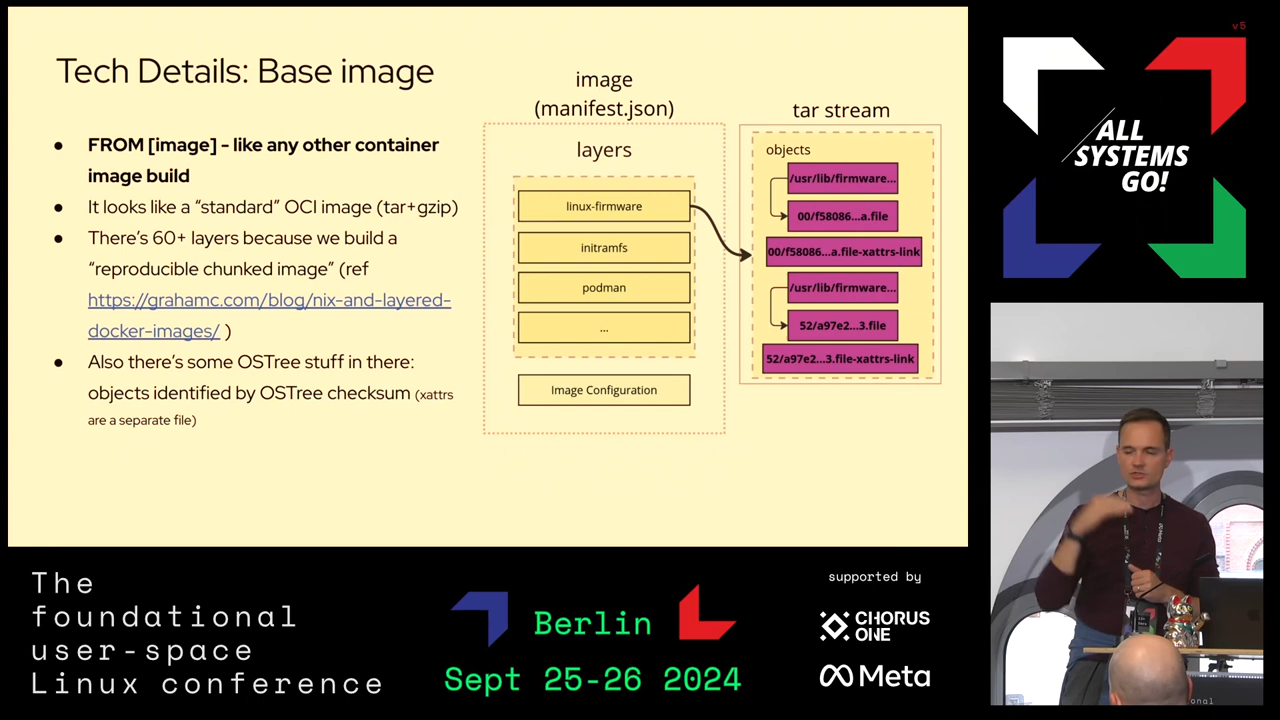 Tech Details: Base image
FROM [image] - like any other container
image build
It looks like a “standard” OCI image (tar+gzip)
There’s 60+ layers because we build a
“reproducible chunked image” (ref
https://grahamc.com/blog/nix-and-layered-
docker-images/ )
Also there’s some OSTree stuff in there:
objects identified by OSTree checksum (xattrs
are a separate file)
image
(manifest.json)
layers
linux-firmware
initramfs
podman
...
Image Configuration
tar stream
objects
/usr/lib/firmware...
00/f58086...a.file
00/f58086...a.file-xattrs-link
/usr/lib/firmware...
52/a97e2...3.file
52/a97e2...3.file-xattrs-link
v5
ALL
SYSTEMS
GO!
The
foundational
user-space
Linux conference
Berlin
Sept 25-26 2024
supported by
CHORUS
ONE
Meta